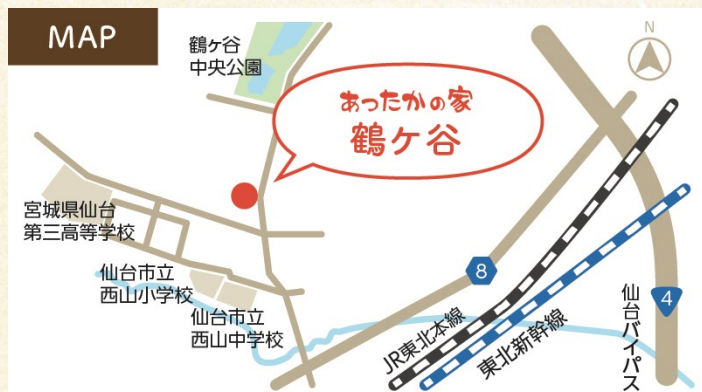 MAP
鶴ケ谷
中央公園
N
あったかの家
鶴ケ谷
宮城県仙台
第三高等学校
仙台市立
西山小学校
仙台市立
西山中学校
8
JR東北本線
東北新幹線
仙台バイパス
4